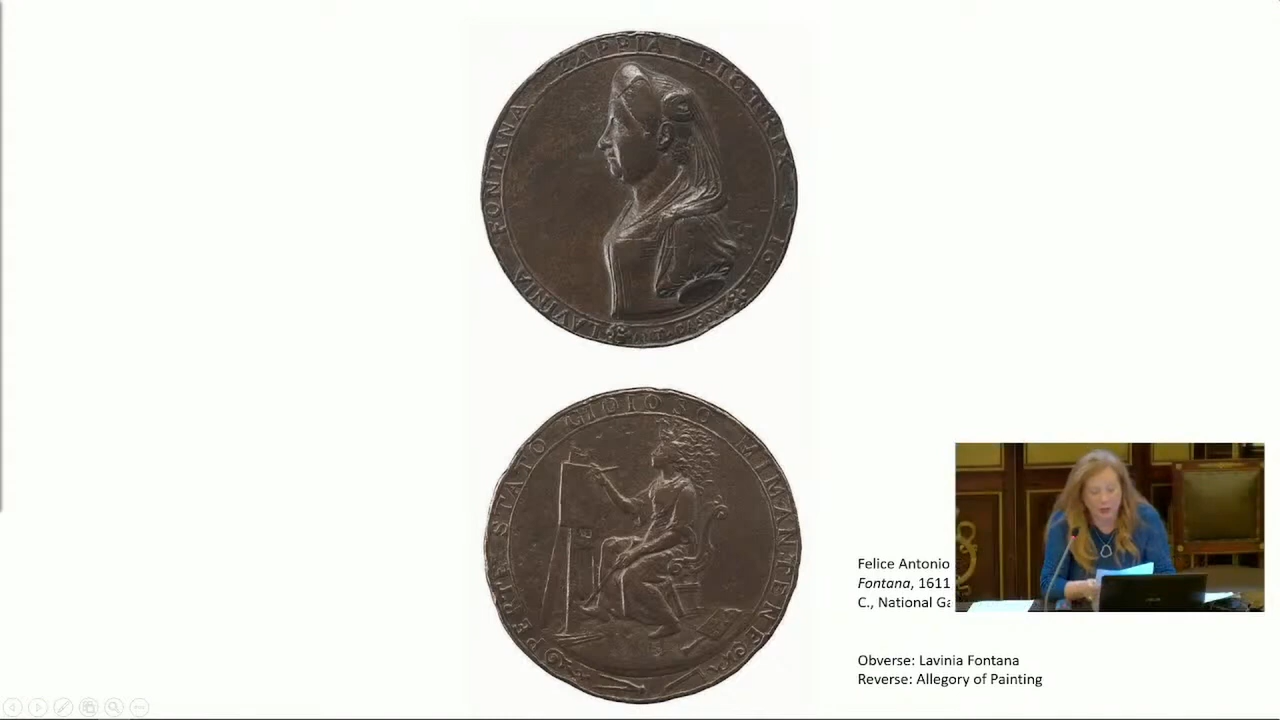 LAVINIA FONTANA ZAPPIA PICTRIX
PER TE STATO GIOIOSO MI MANTENE
Felice Antonio
Fontana, 1611
C., National Ga
Obverse: Lavinia Fontana
Reverse: Allegory of Painting